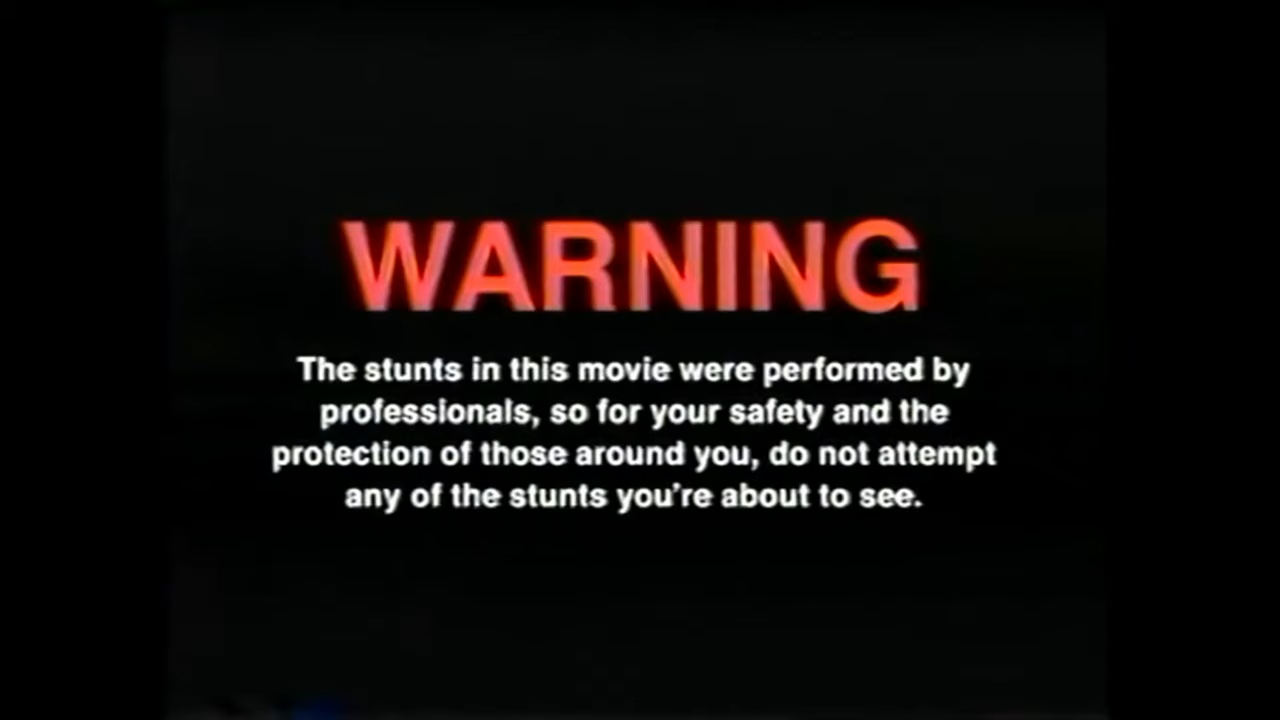 WARNING
The stunts in this movie were performed by
professionals, so for your safety and the
protection of those around you, do not attempt
any of the stunts you're about to see.